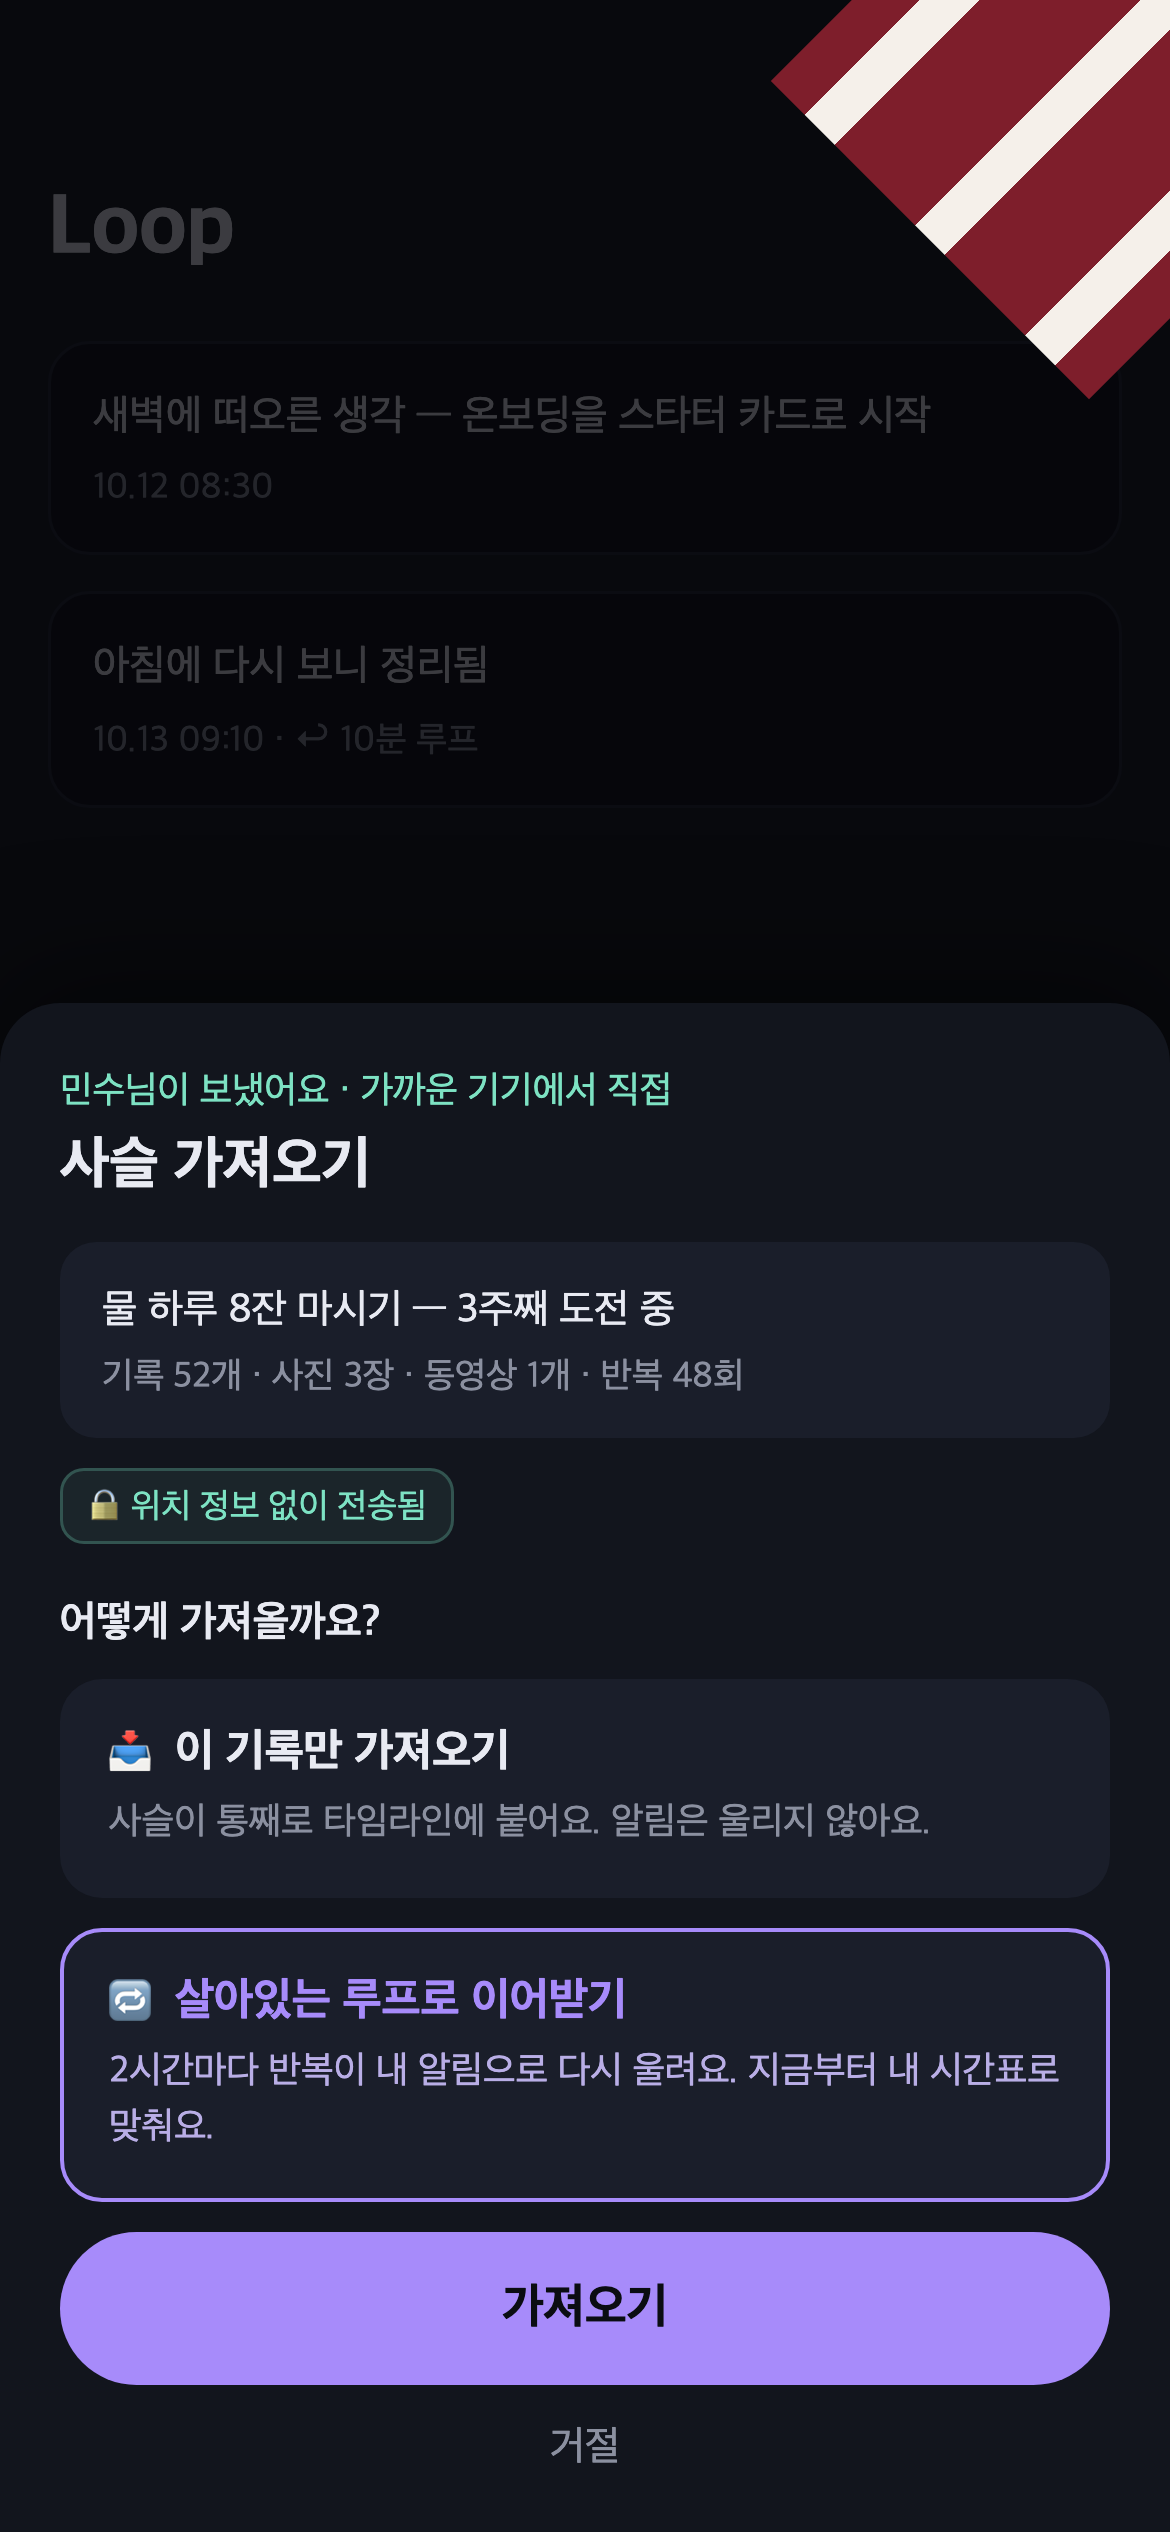 Loop
새벽에 떠오른 생각 — 온보딩을 스타터 카드로 시작
10.12 08:30
아침에 다시 보니 정리됨
10.13 09:10 · ↩ 10분 루프
민수님이 보냈어요 · 가까운 기기에서 직접
사슬 가져오기
물 하루 8잔 마시기 — 3주째 도전 중
기록 52개 · 사진 3장 · 동영상 1개 · 반복 48회
🔒 위치 정보 없이 전송됨
어떻게 가져올까요?
📥 이 기록만 가져오기
사슬이 통째로 타임라인에 붙어요. 알림은 울리지 않아요.
🔁 살아있는 루프로 이어받기
2시간마다 반복이 내 알림으로 다시 울려요. 지금부터 내 시간표로
맞춰요.
가져오기
거절